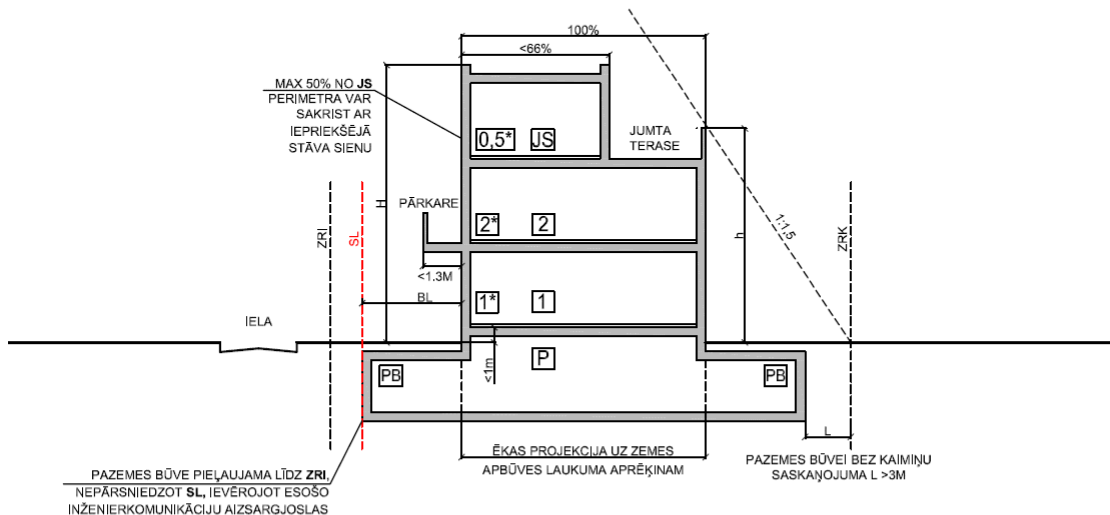 100%
<66%
MAX 50% NO JS
PERIMETRA VAR
SAKRIST AR
IEPRIEKŠĒJĀ
STĀVA SIENU
0,5*
JS
JUMTA
TERASE
H
PĀRKARE
2*
2
h
1:1,5
ZRI
SL
ZRK
<1.3M
BL
1*
1
IELA
<1m
P
PB
PB
L
ĒKAS PROJEKCIJA UZ ZEMES
APBŪVES LAUKUMA APRĒĶINAM
PAZEMES BŪVEI BEZ KAIMIŅU
SASKAŅOJUMA L >3M
PAZEMES BŪVE PIEĻAUJAMA LĪDZ ZRI,
NEPĀRSNIEDZOT SL, IEVĒROJOT ESOŠO
INŽENIERKOMUNIKĀCIJU AIZSARGJOSLAS